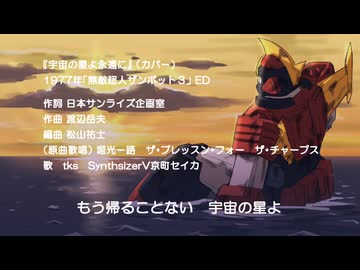 『宇宙の星よ永遠に』（カバー）
1977年「無敵超人ザンボット3」ED
作詞 日本サンライズ企画室
作曲 渡辺岳夫
編曲 松山祐士
（原曲歌唱）堀光一路　ザ・ブレッスン・フォー　ザ・チャープス
歌　tks　SynthsizerV京町セイカ
もう帰ることない　宇宙の星よ